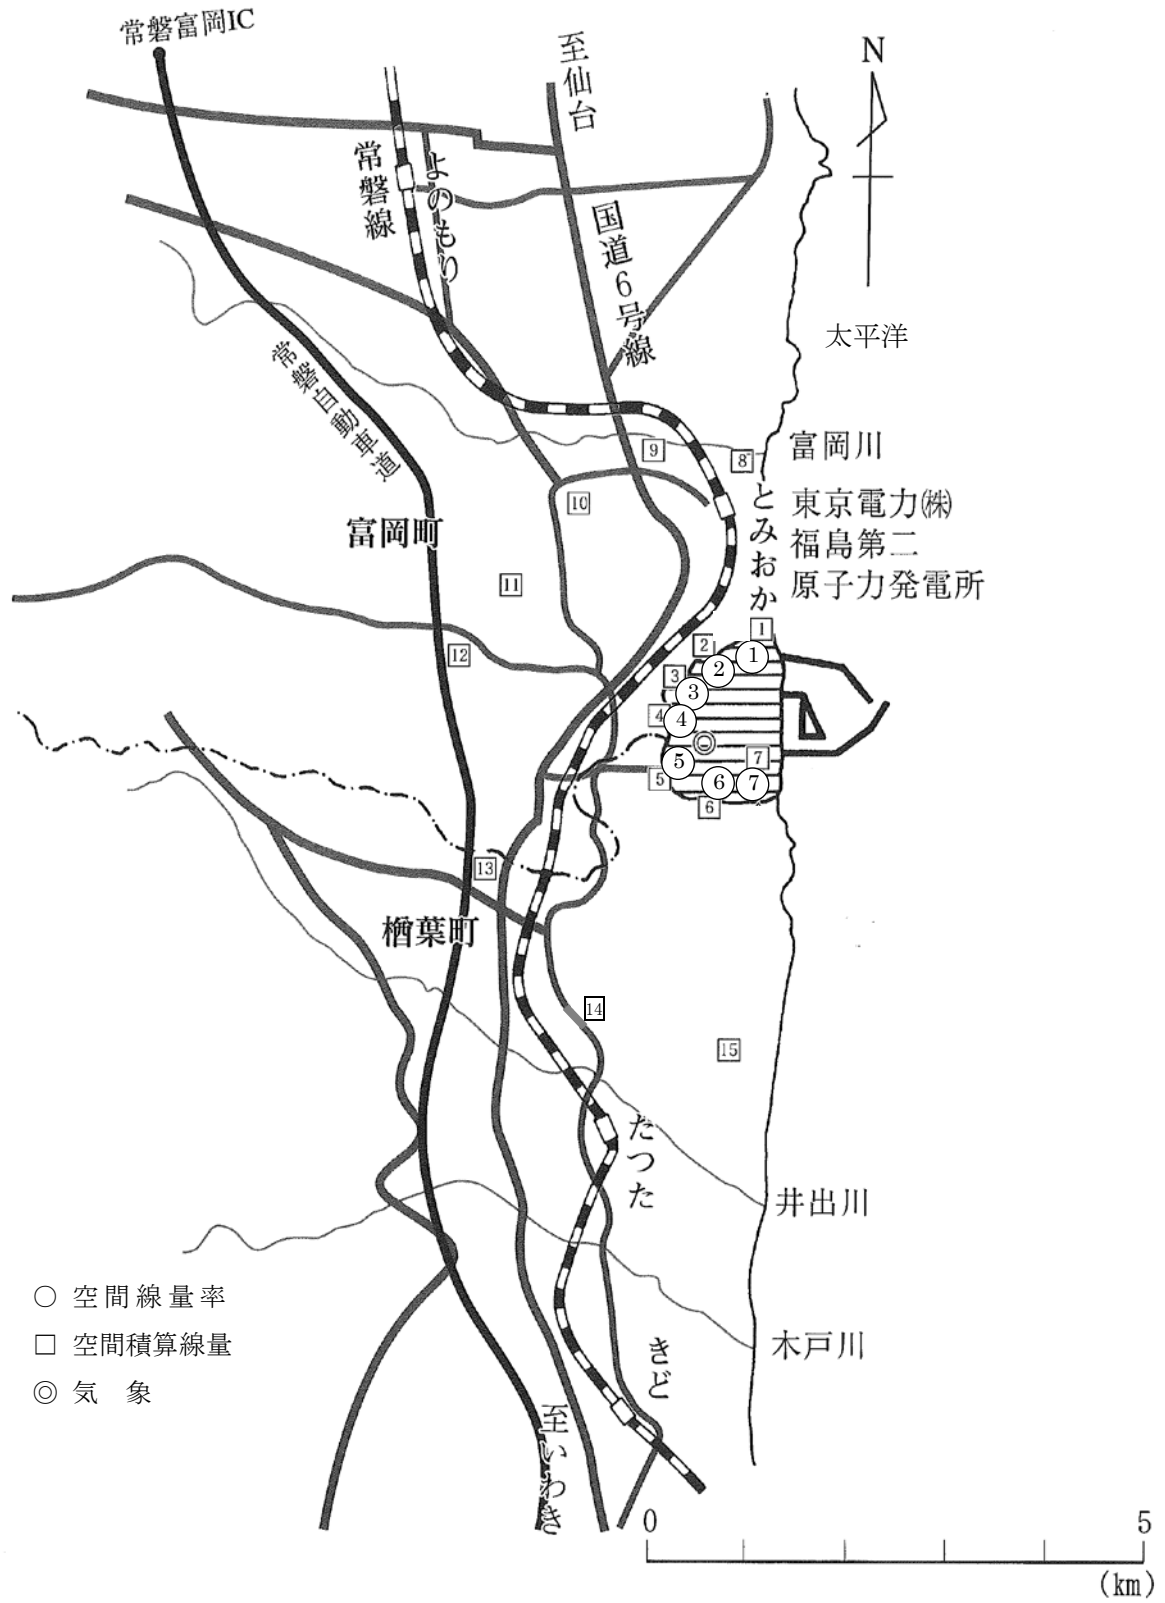 常磐富岡IC
至仙台
N
常磐線
よのもり
国道6号線
太平洋
常磐自動車道
富岡川
9
8
10
とみおか
東京電力㈱
福島第二
原子力発電所
富岡町
11
12
1
2
3
4
5
6
7
①
②
③
④
⑤
⑥
⑦
13
楢葉町
14
15
たつた
井出川
○ 空間線量率
□ 空間積算線量
◎ 気 象
木戸川
きど
至いわき
0
5
(km)